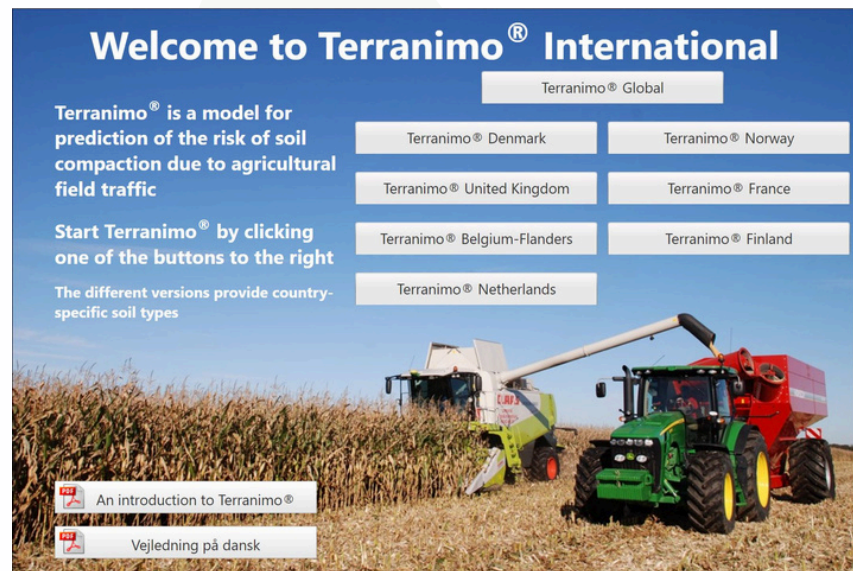 Welcome to Terranimo® International
Terranimo® is a model for
prediction of the risk of soil
compaction due to agricultural
field traffic
Start Terranimo® by clicking
one of the buttons to the right
The different versions provide country-
specific soil types
Terranimo® Global
Terranimo® Denmark
Terranimo® Norway
Terranimo® United Kingdom
Terranimo® France
Terranimo® Belgium-Flanders
Terranimo® Finland
Terranimo® Netherlands
CLAAS
PDF
An introduction to Terranimo®
PDF
Vejledning på dansk